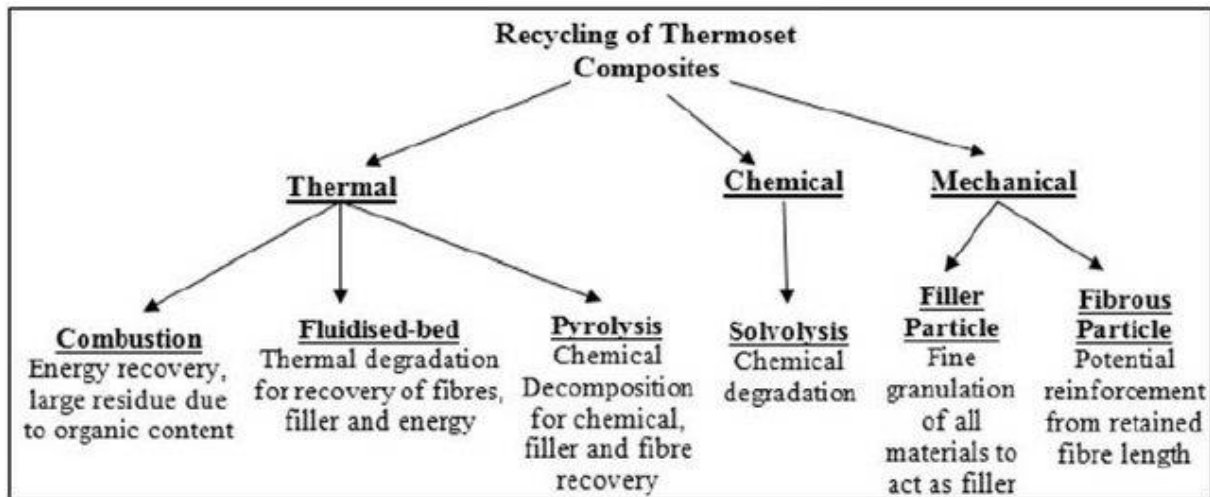 Recycling of Thermoset
Composites
Thermal
Chemical
Mechanical
Combustion
Energy recovery,
large residue due
to organic content
Fluidised-bed
Thermal degradation
for recovery of fibres,
filler and energy
Pyrolysis
Chemical
Decomposition
for chemical,
filler and fibre
recovery
Solvolysis
Chemical
degradation
Filler
Particle
Fine
granulation
of all
materials to
act as filler
Fibrous
Particle
Potential
reinforcement
from retained
fibre length